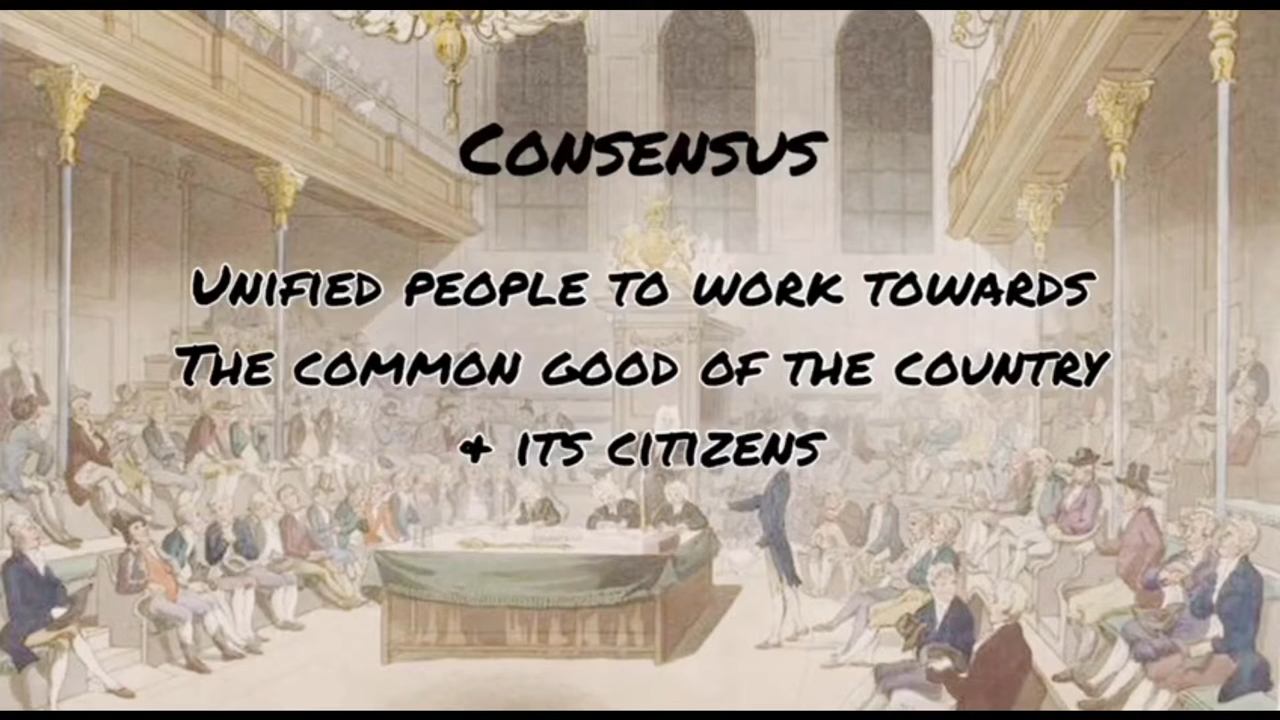 Consensus
Unified people to work towards
The common good of the country
& its citizens